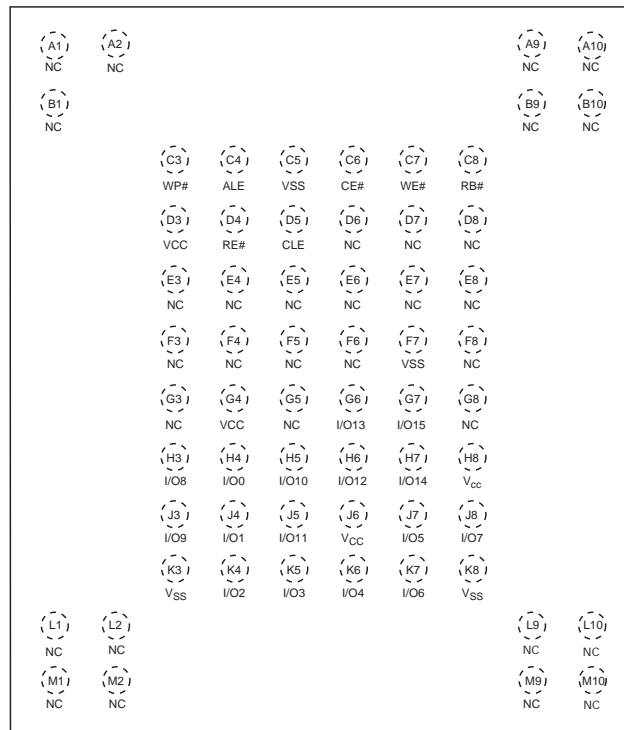 A1 A2 A9 A10
NC NC NC NC
B1 B9 B10
NC NC NC
C3 C4 C5 C6 C7 C8
WP# ALE VSS CE# WE# RB#
D3 D4 D5 D6 D7 D8
VCC RE# CLE NC NC NC
E3 E4 E5 E6 E7 E8
NC NC NC NC NC NC
F3 F4 F5 F6 F7 F8
NC NC NC NC VSS NC
G3 G4 G5 G6 G7 G8
NC VCC NC I/O13 I/O15 NC
H3 H4 H5 H6 H7 H8
I/O8 I/O0 I/O10 I/O12 I/O14 Vcc
J3 J4 J5 J6 J7 J8
I/O9 I/O1 I/O11 VCC I/O5 I/O7
K3 K4 K5 K6 K7 K8
VSS I/O2 I/O3 I/O4 I/O6 VSS
L1 L2 L9 L10
NC NC NC NC
M1 M2 M9 M10
NC NC NC NC